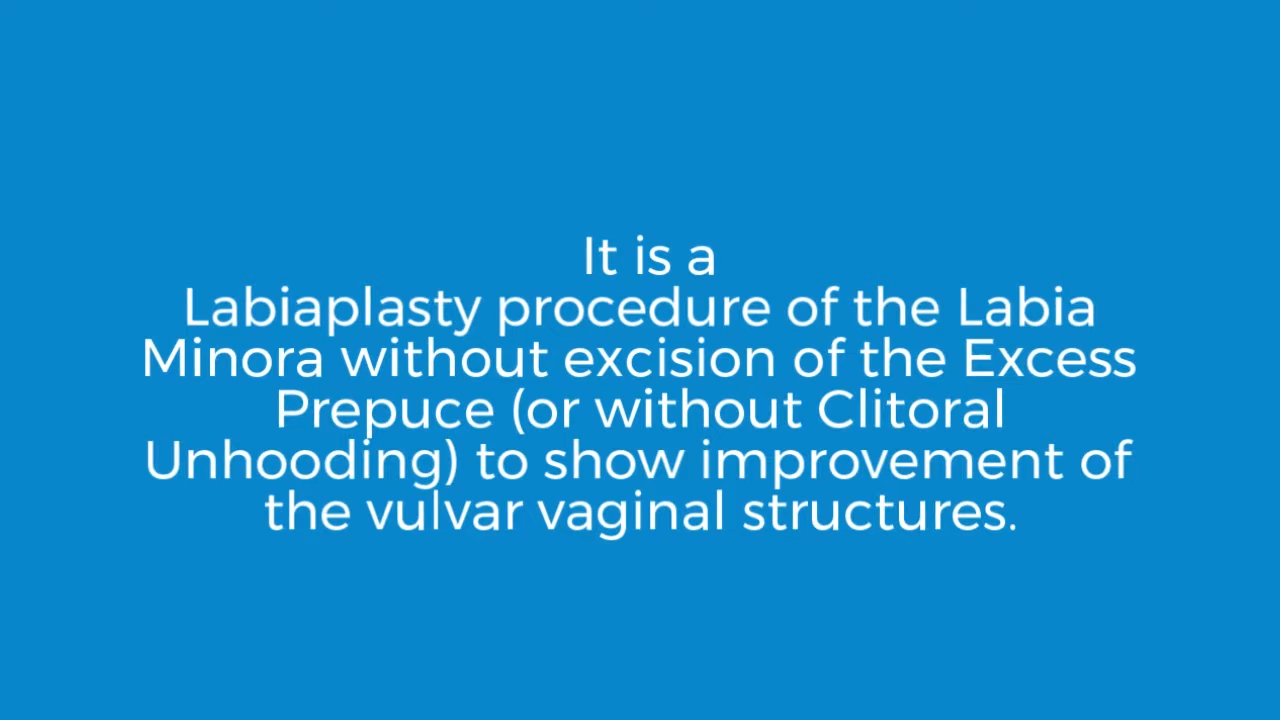 It is a
Labiaplasty procedure of the Labia
Minora without excision of the Excess
Prepuce (or without Clitoral
Unhooding) to show improvement of
the vulvar vaginal structures.